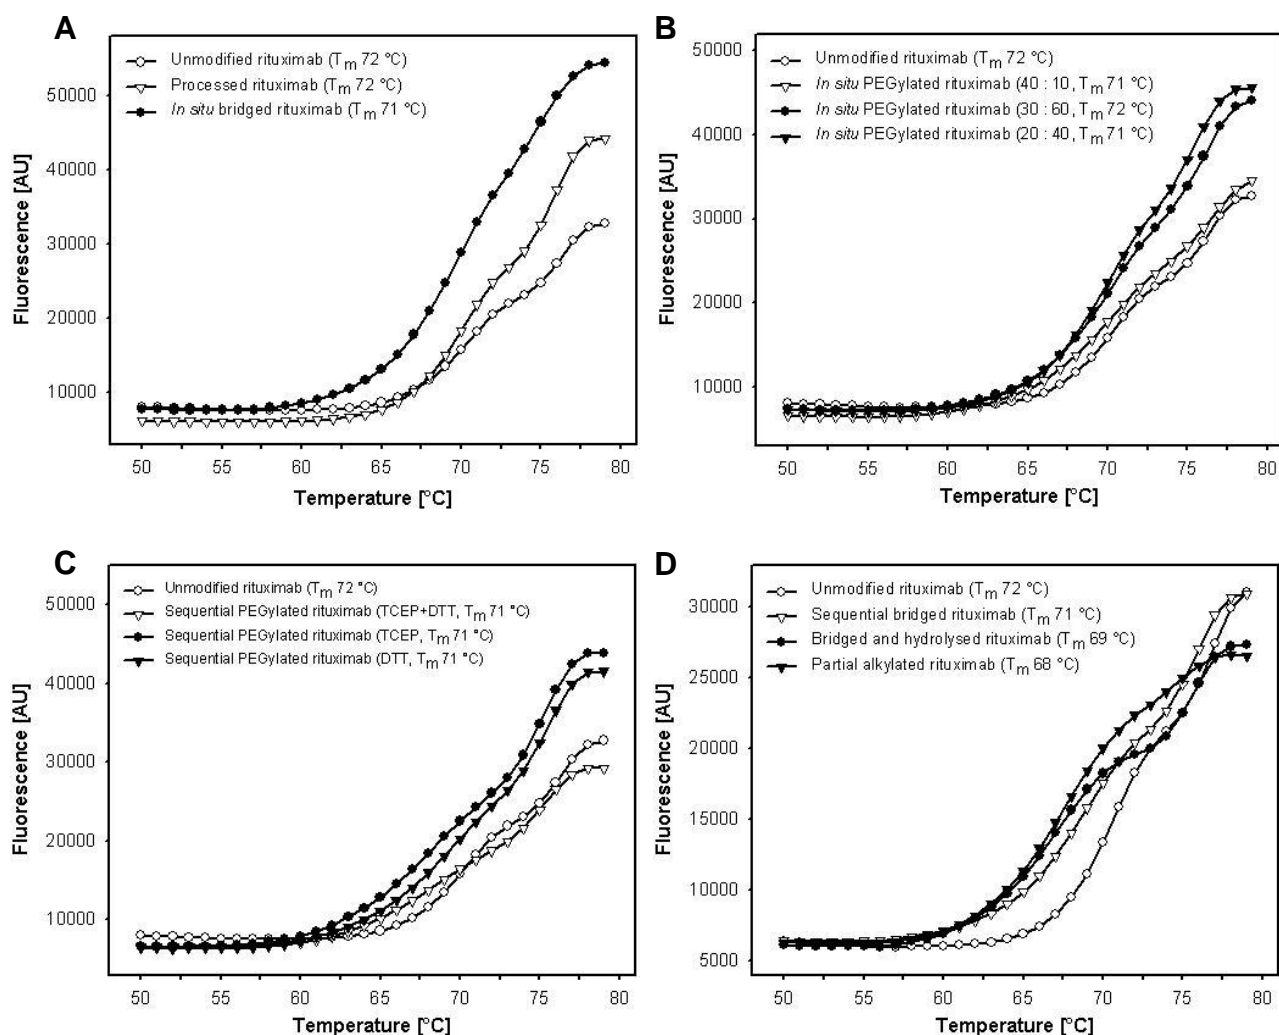 A
Unmodified rituximab (Tm 72 °C)
Processed rituximab (Tm 72 °C)
In situ bridged rituximab (Tm 71 °C)
50000
40000
30000
20000
10000
Fluorescence [AU]
50 55 60 65 70 75 80
Temperature [°C]
B
Unmodified rituximab (Tm 72 °C)
In situ PEGylated rituximab (40 : 10, Tm 71 °C)
In situ PEGylated rituximab (30 : 60, Tm 72 °C)
In situ PEGylated rituximab (20 : 40, Tm 71 °C)
50000
40000
30000
20000
10000
Fluorescence [AU]
50 55 60 65 70 75 80
Temperature [°C]
C
Unmodified rituximab (Tm 72 °C)
Sequential PEGylated rituximab (TCEP+DTT, Tm 71 °C)
Sequential PEGylated rituximab (TCEP, Tm 71 °C)
Sequential PEGylated rituximab (DTT, Tm 71 °C)
50000
40000
30000
20000
10000
Fluorescence [AU]
50 55 60 65 70 75 80
Temperature [°C]
D
Unmodified rituximab (Tm 72 °C)
Sequential bridged rituximab (Tm 71 °C)
Bridged and hydrolysed rituximab (Tm 69 °C)
Partial alkylated rituximab (Tm 68 °C)
30000
25000
20000
15000
10000
5000
Fluorescence [AU]
50 55 60 65 70 75 80
Temperature [°C]